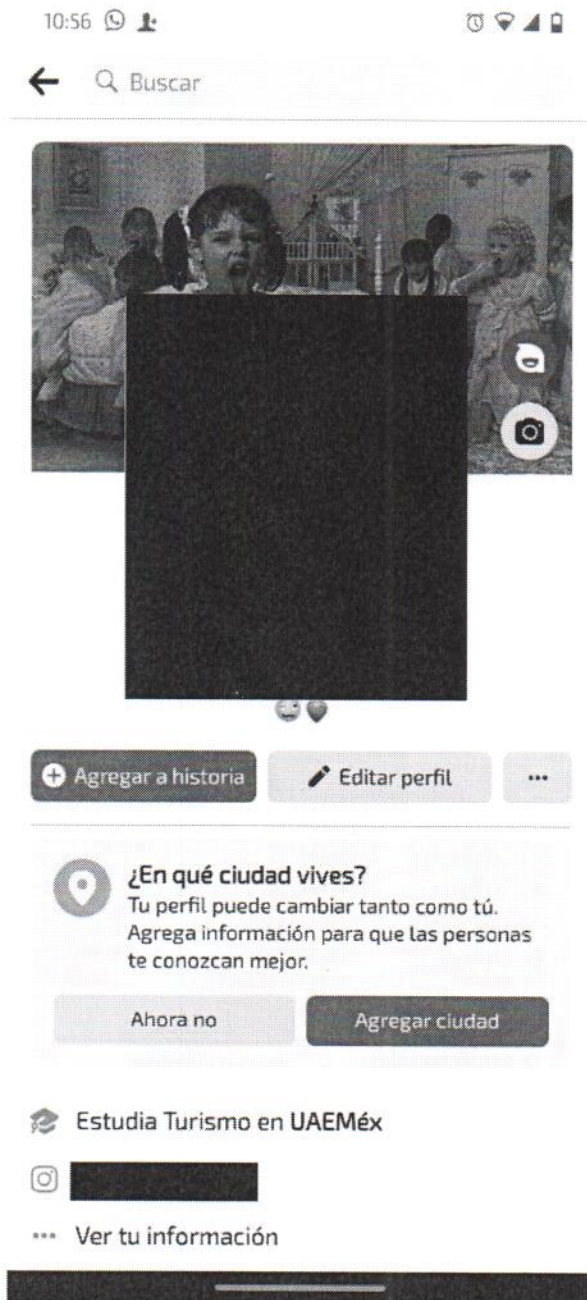 10:56
Buscar
Agregar a historia
Editar perfil
¿En qué ciudad vives?
Tu perfil puede cambiar tanto como tú.
Agrega información para que las personas
te conozcan mejor.
Ahora no
Agregar ciudad
Estudia Turismo en UAEMéx
Ver tu información